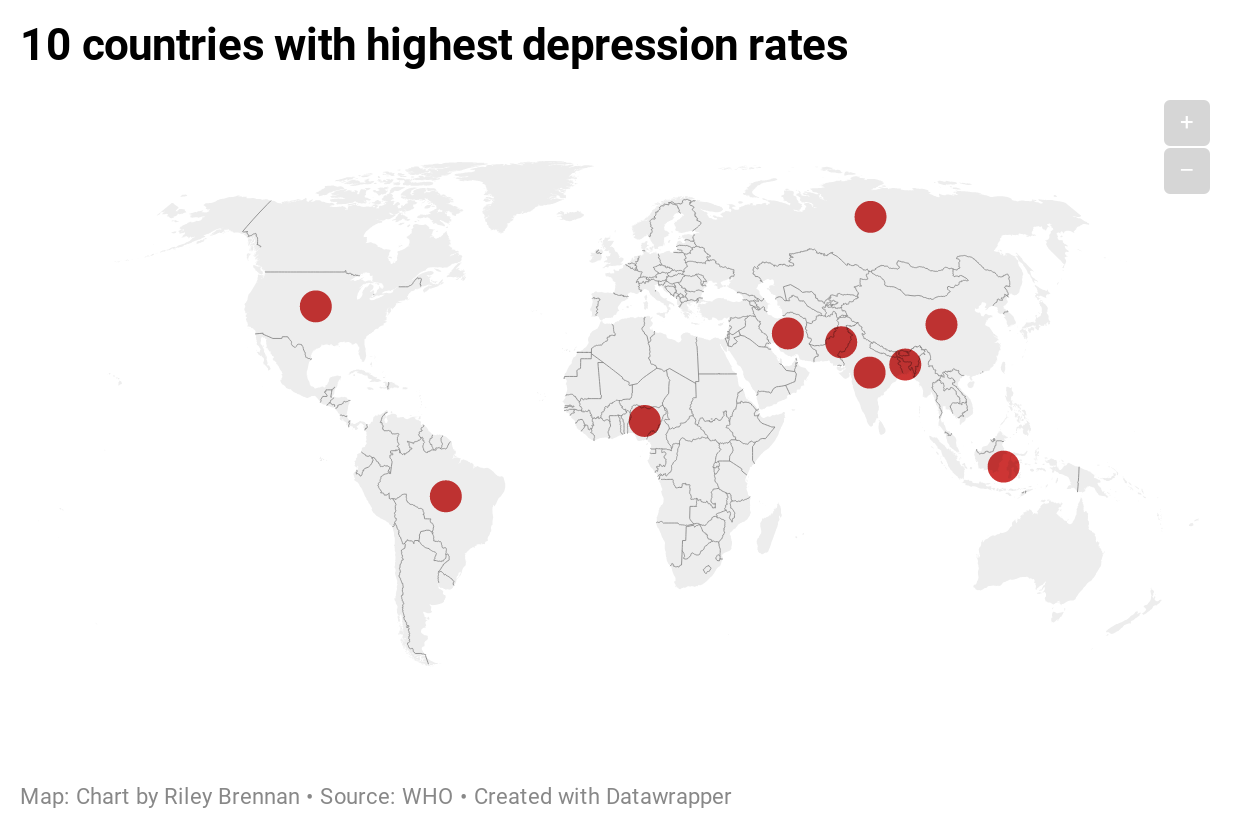 10 countries with highest depression rates
+
−
Map: Chart by Riley Brennan • Source: WHO • Created with Datawrapper